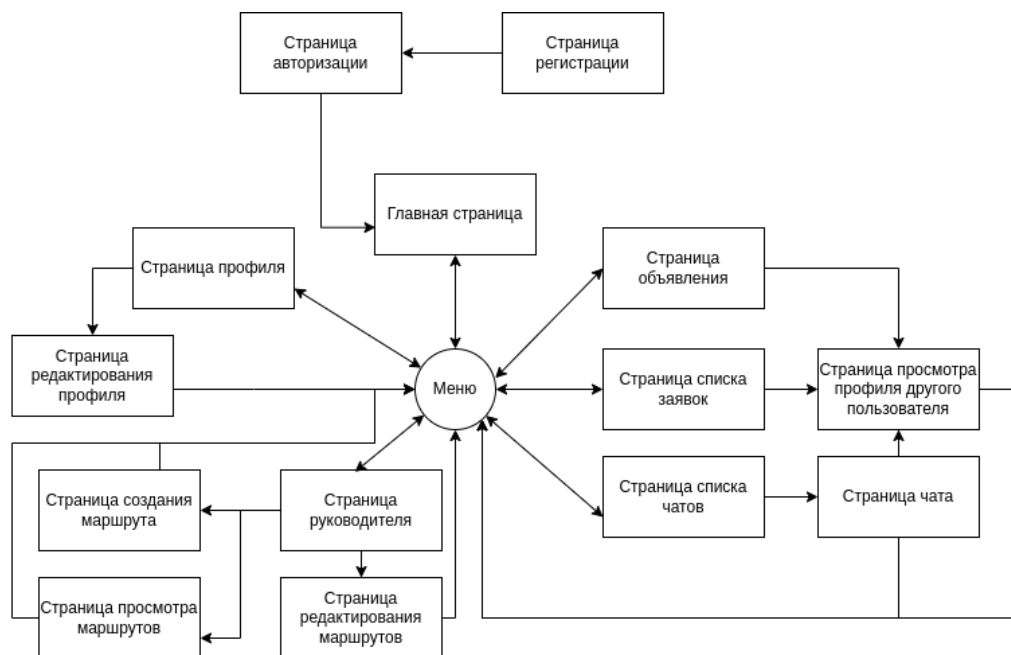 Страница
авторизации
Страница
регистрации
Главная страница
Страница профиля
Страница
объявления
Страница
редактирования
профиля
Меню
Страница списка
заявок
Страница просмотра
профиля другого
пользователя
Страница создания
маршрута
Страница
руководителя
Страница списка
чатов
Страница чата
Страница просмотра
маршрутов
Страница
редактирования
маршрутов